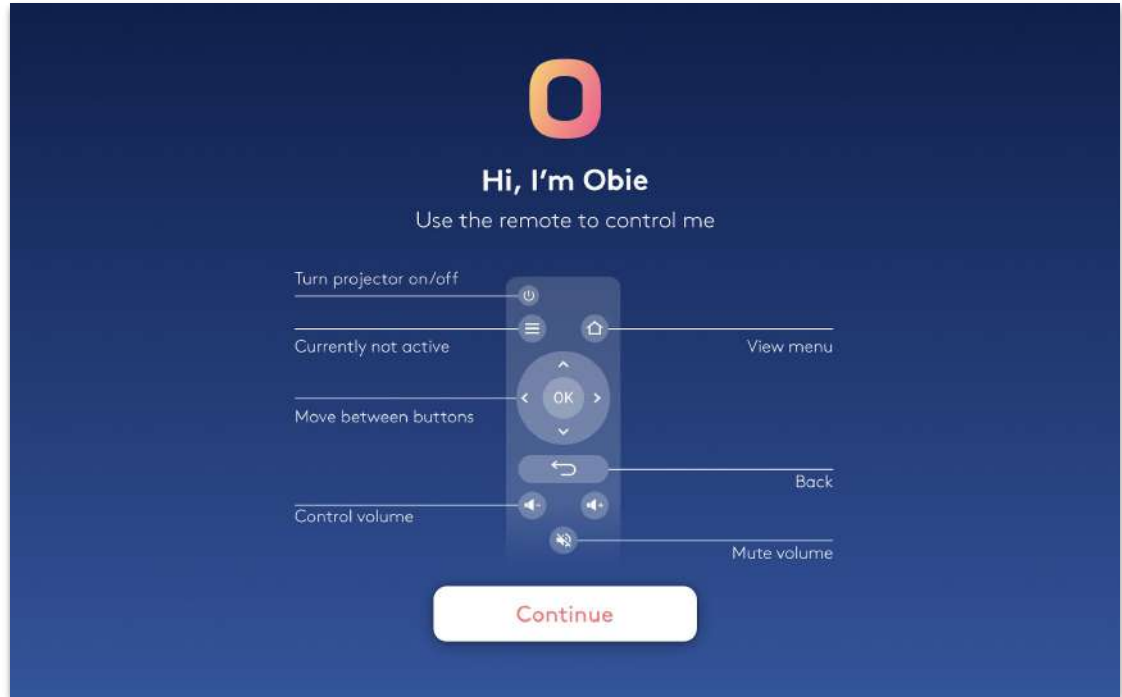 Hi, I'm Obie
Use the remote to control me
Turn projector on/off
Currently not active
View menu
Move between buttons
OK
Back
Control volume
Mute volume
Continue